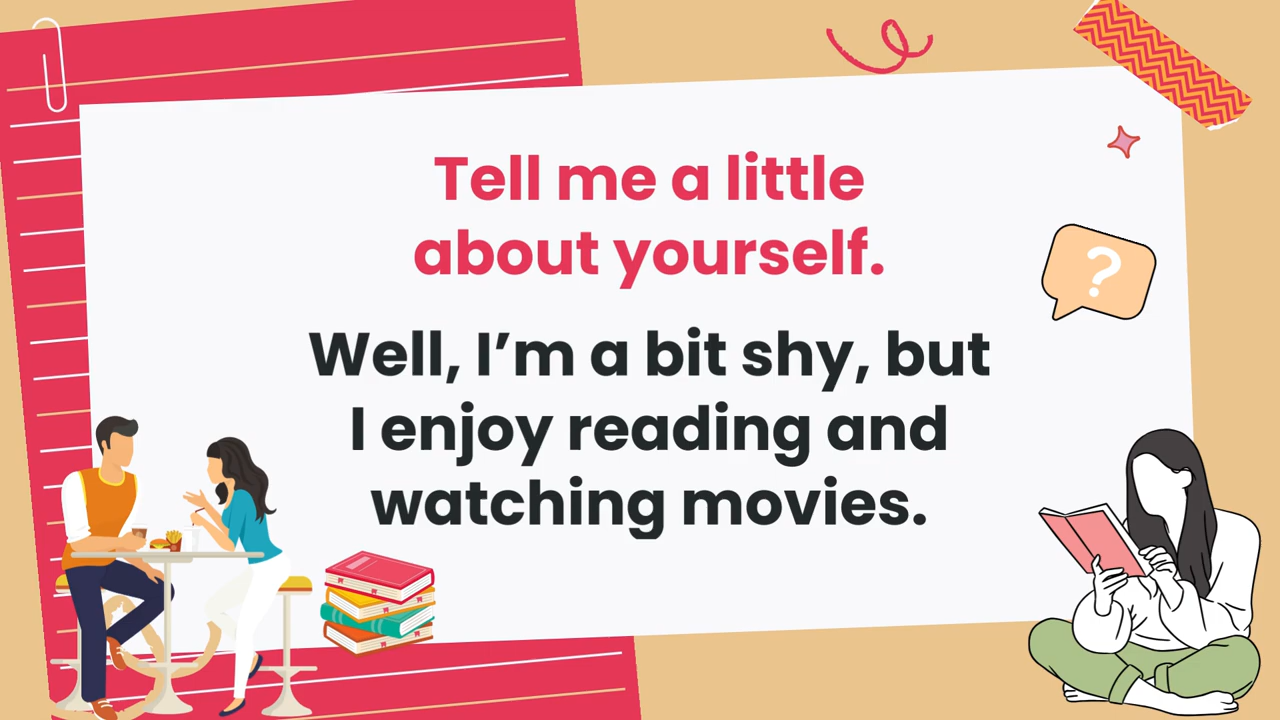 Tell me a little
about yourself.
Well, I’m a bit shy, but
I enjoy reading and
watching movies.
?